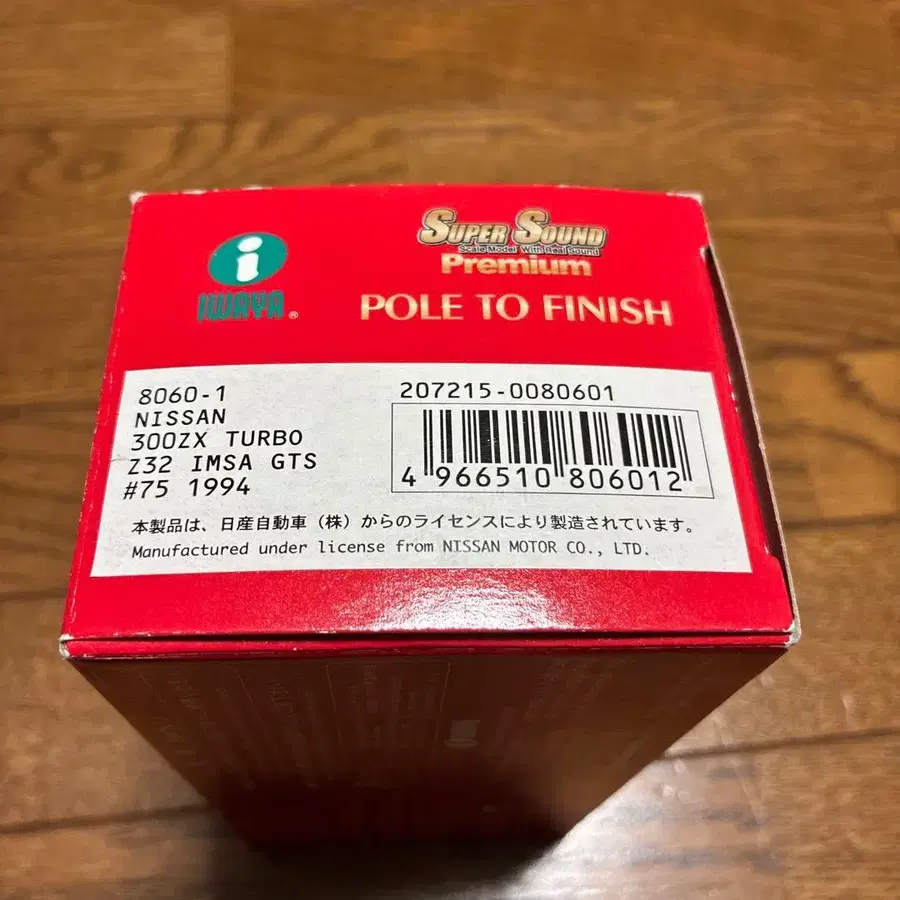 i
IWAYA®
SUPER SOUND
Scale Model With Real Sound
Premium
POLE TO FINISH
8060-1
NISSAN
300ZX TURBO
Z32 IMSA GTS
#75 1994
207215-0080601
4 966510 806012
本製品は、日産自動車（株）からのライセンスにより製造されています。
Manufactured under license from NISSAN MOTOR CO., LTD.